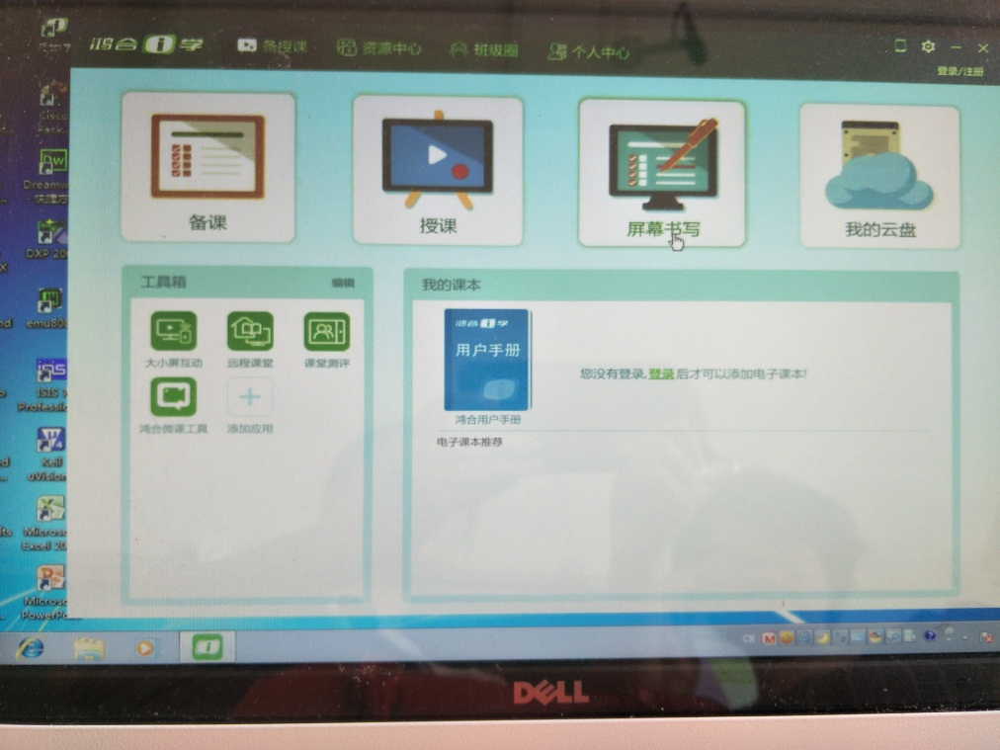 鸿合i学
备授课
资源中心
班级圈
个人中心
登录/注册
备课
授课
屏幕书写
我的云盘
工具箱
编辑
大小屏互动
远程课堂
课堂测评
鸿合微课工具
添加应用
我的课本
鸿合i学
用户手册
鸿合用户手册
您没有登录,登录后才可以添加电子课本!
电子课本推荐
Cisco
Pack...
Dw
Dreamw
快捷方
DXP 20
emu80
ISIS 7
Professio
Keil
uVision
Microso
Excel 20
Microso
PowerPo
CH
DELL